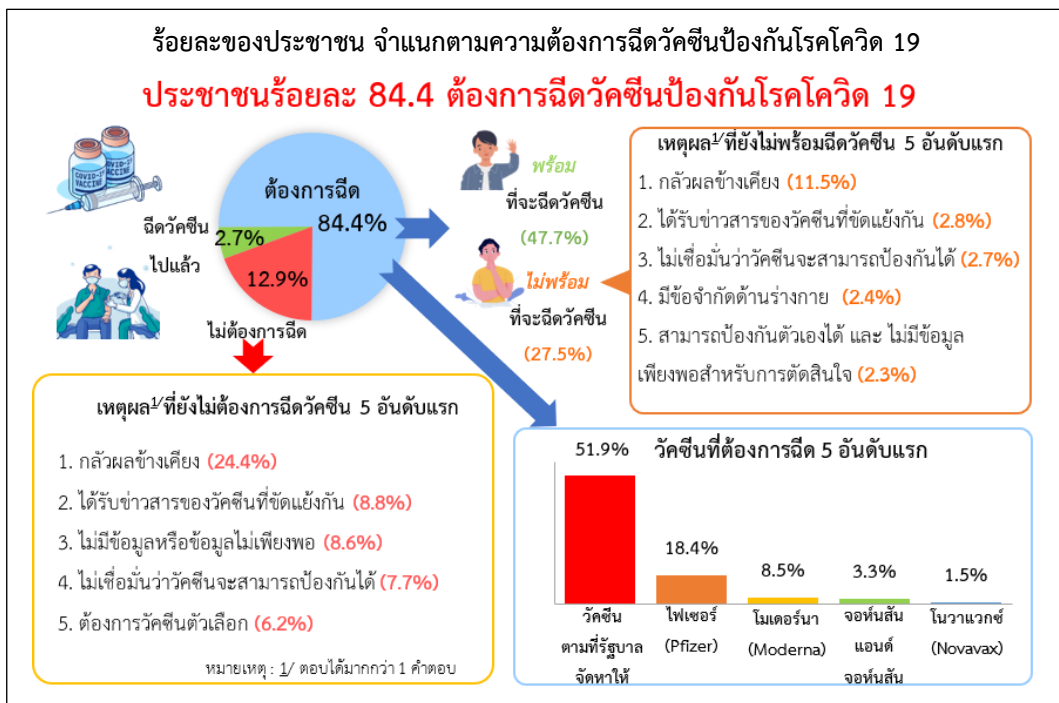 ร้อยละของประชาชน จำแนกตามความต้องการฉีดวัคซีนป้องกันโรคโควิด 19
ประชาชนร้อยละ 84.4 ต้องการฉีดวัคซีนป้องกันโรคโควิด 19
COVID-19
VACCINE
COVID-19
VACCINE
ต้องการฉีด
84.4%
ฉีดวัคซีน
ไปแล้ว
2.7%
12.9%
ไม่ต้องการฉีด
พร้อม
ที่จะฉีดวัคซีน
(47.7%)
ไม่พร้อม
ที่จะฉีดวัคซีน
(27.5%)
เหตุผล1/ที่ยังไม่พร้อมฉีดวัคซีน 5 อันดับแรก
1. กลัวผลข้างเคียง (11.5%)
2. ได้รับข่าวสารของวัคซีนที่ขัดแย้งกัน (2.8%)
3. ไม่เชื่อมั่นว่าวัคซีนจะสามารถป้องกันได้ (2.7%)
4. มีข้อจำกัดด้านร่างกาย (2.4%)
5. สามารถป้องกันตัวเองได้ และ ไม่มีข้อมูล
เพียงพอสำหรับการตัดสินใจ (2.3%)
เหตุผล1/ที่ยังไม่ต้องการฉีดวัคซีน 5 อันดับแรก
1. กลัวผลข้างเคียง (24.4%)
2. ได้รับข่าวสารของวัคซีนที่ขัดแย้งกัน (8.8%)
3. ไม่มีข้อมูลหรือข้อมูลไม่เพียงพอ (8.6%)
4. ไม่เชื่อมั่นว่าวัคซีนจะสามารถป้องกันได้ (7.7%)
5. ต้องการวัคซีนตัวเลือก (6.2%)
หมายเหตุ : 1/ ตอบได้มากกว่า 1 คำตอบ
วัคซีนที่ต้องการฉีด 5 อันดับแรก
51.9%
18.4%
8.5%
3.3%
1.5%
วัคซีน
ตามที่รัฐบาล
จัดหาให้
ไฟเซอร์
(Pfizer)
โมเดอร์นา
(Moderna)
จอห์นสัน
แอนด์
จอห์นสัน
โนวาแวกซ์
(Novavax)